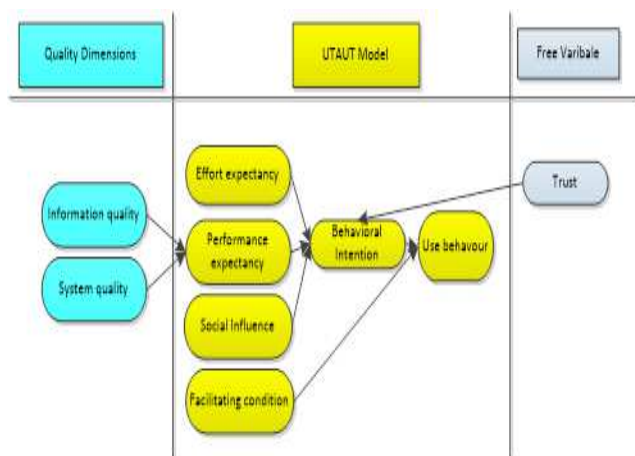 Quality Dimensions
UTAUT Model
Free Varibale
Effort expectancy
Trust
Information quality
Performance
expectancy
Behavioral
Intention
Use behavour
System quality
Social Influence
Facilitating condition